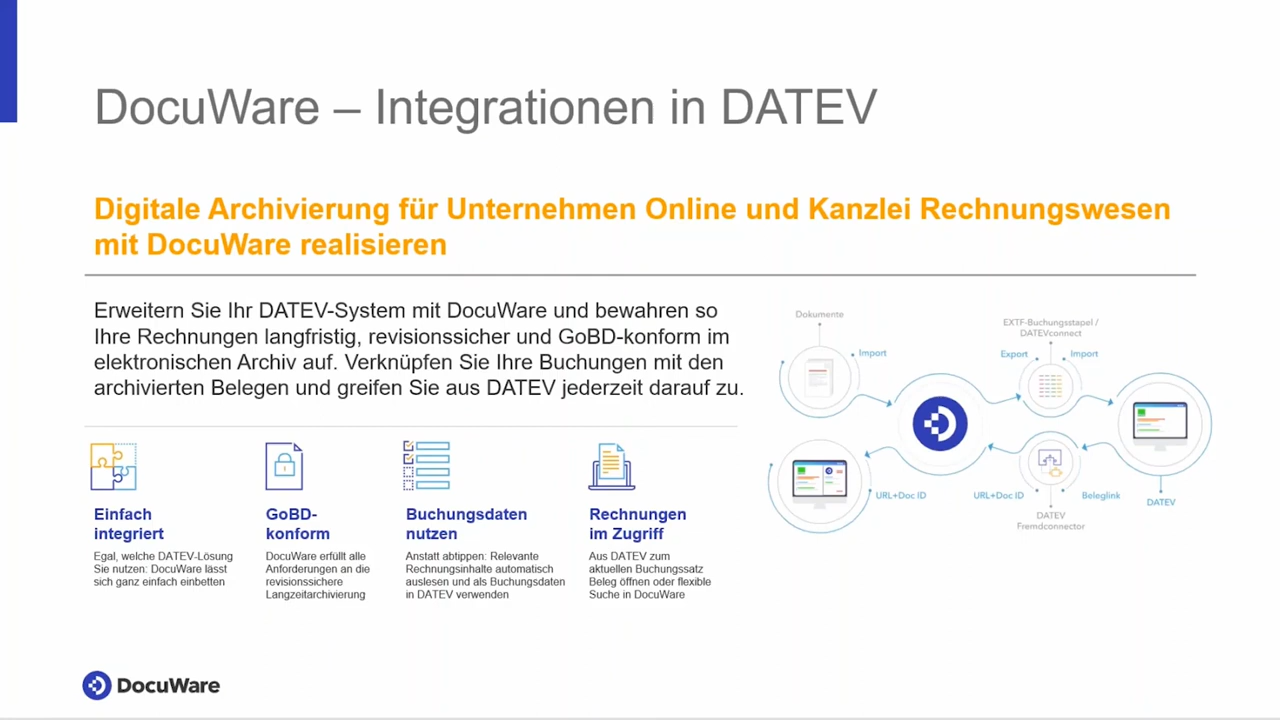 DocuWare – Integrationen in DATEV
Digitale Archivierung für Unternehmen Online und Kanzlei Rechnungswesen
mit DocuWare realisieren
Erweitern Sie Ihr DATEV-System mit DocuWare und bewahren so
Ihre Rechnungen langfristig, revisionssicher und GoBD-konform im
elektronischen Archiv auf. Verknüpfen Sie Ihre Buchungen mit den
archivierten Belegen und greifen Sie aus DATEV jederzeit darauf zu.
Einfach
integriert
Egal, welche DATEV-Lösung
Sie nutzen: DocuWare lässt
sich ganz einfach einbetten
GoBD-
konform
DocuWare erfüllt alle
Anforderungen an die
revisionssichere
Langzeitarchivierung
Buchungsdaten
nutzen
Anstatt abtippen: Relevante
Rechnungsinhalte automatisch
auslesen und als Buchungsdaten
in DATEV verwenden
Rechnungen
im Zugriff
Aus DATEV zum
aktuellen Buchungssatz
Beleg öffnen oder flexible
Suche in DocuWare
Dokumente
Import
EXTF-Buchungsstapel /
DATEVconnect
Export
Import
URL+Doc ID
URL+Doc ID
Beleglink
DATEV
DATEV
Fremdconnector
DocuWare